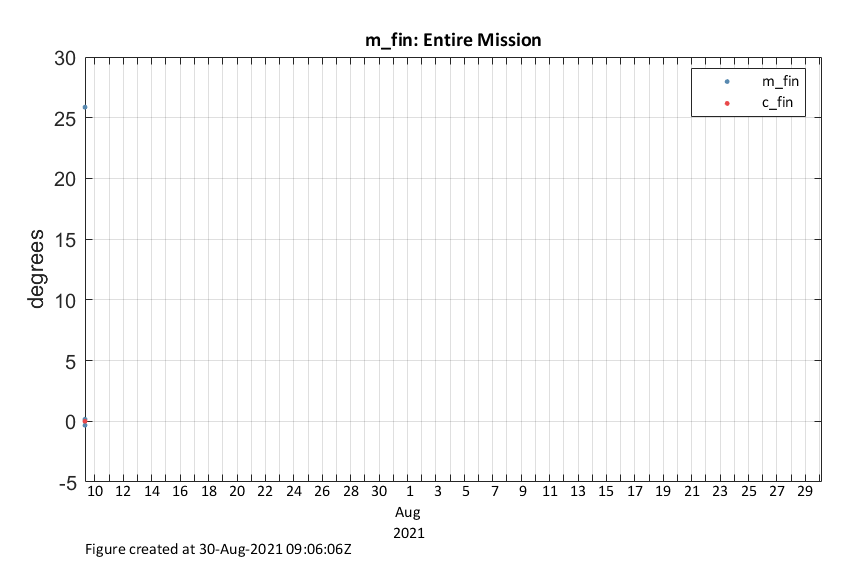 m_fin: Entire Mission
30
25
20
15
10
5
0
-5
degrees
m_fin
c_fin
10 12 14 16 18 20 22 24 26 28 30 1 3 5 7 9 11 13 15 17 19 21 23 25 27 29
Aug
2021
Figure created at 30-Aug-2021 09:06:06Z